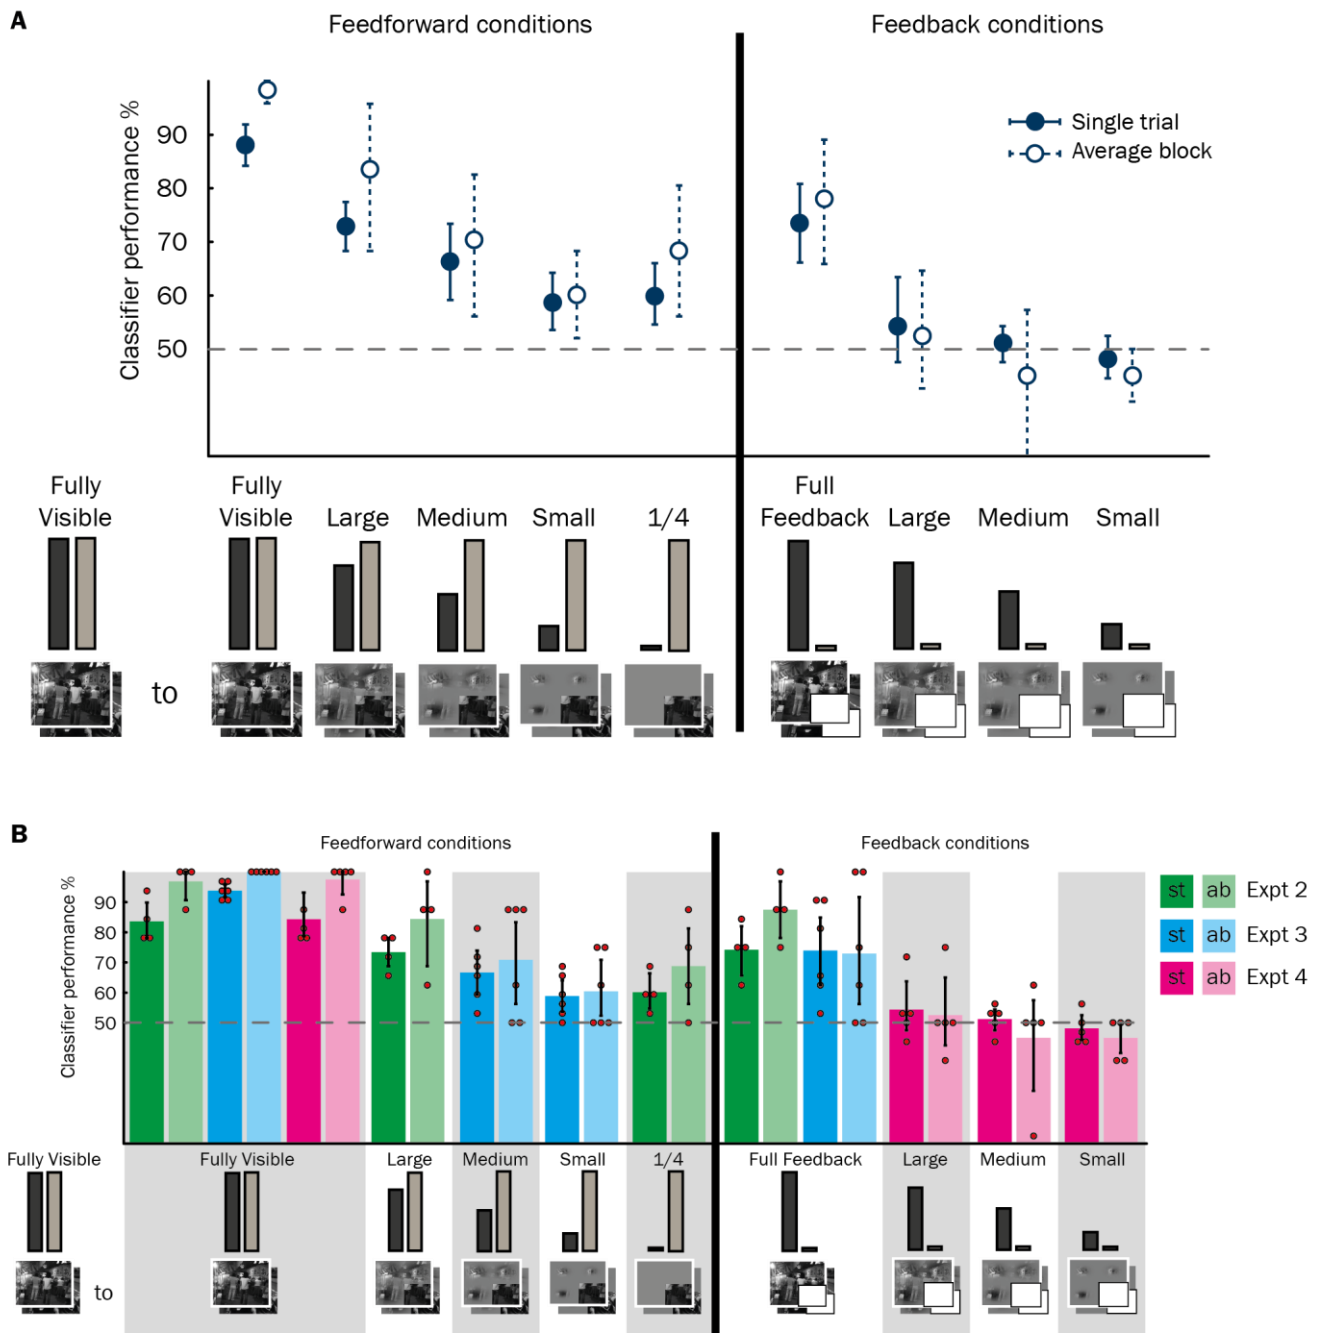 A
Feedforward conditions
Feedback conditions
Classifier performance %
90
80
70
60
50
Single trial
Average block
Fully
Visible
Fully
Visible
Large
Medium
Small
1/4
Full
Feedback
Large
Medium
Small
to
B
Feedforward conditions
Feedback conditions
Classifier performance %
90
80
70
60
50
st ab Expt 2
st ab Expt 3
st ab Expt 4
Fully Visible
Fully Visible
Large
Medium
Small
1/4
Full Feedback
Large
Medium
Small
to